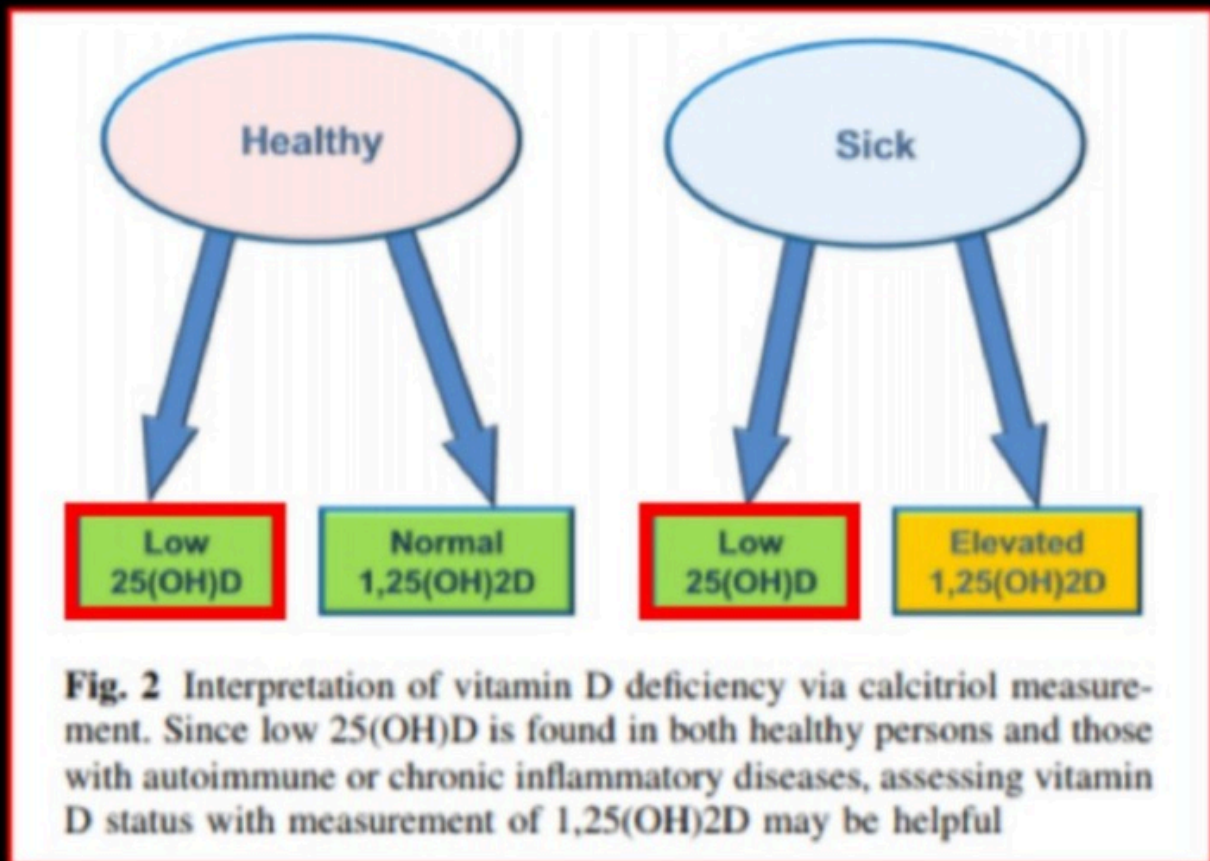 Healthy
Sick
Low
25(OH)D
Normal
1,25(OH)2D
Low
25(OH)D
Elevated
1,25(OH)2D
Fig. 2 Interpretation of vitamin D deficiency via calcitriol measure-
ment. Since low 25(OH)D is found in both healthy persons and those
with autoimmune or chronic inflammatory diseases, assessing vitamin
D status with measurement of 1,25(OH)2D may be helpful